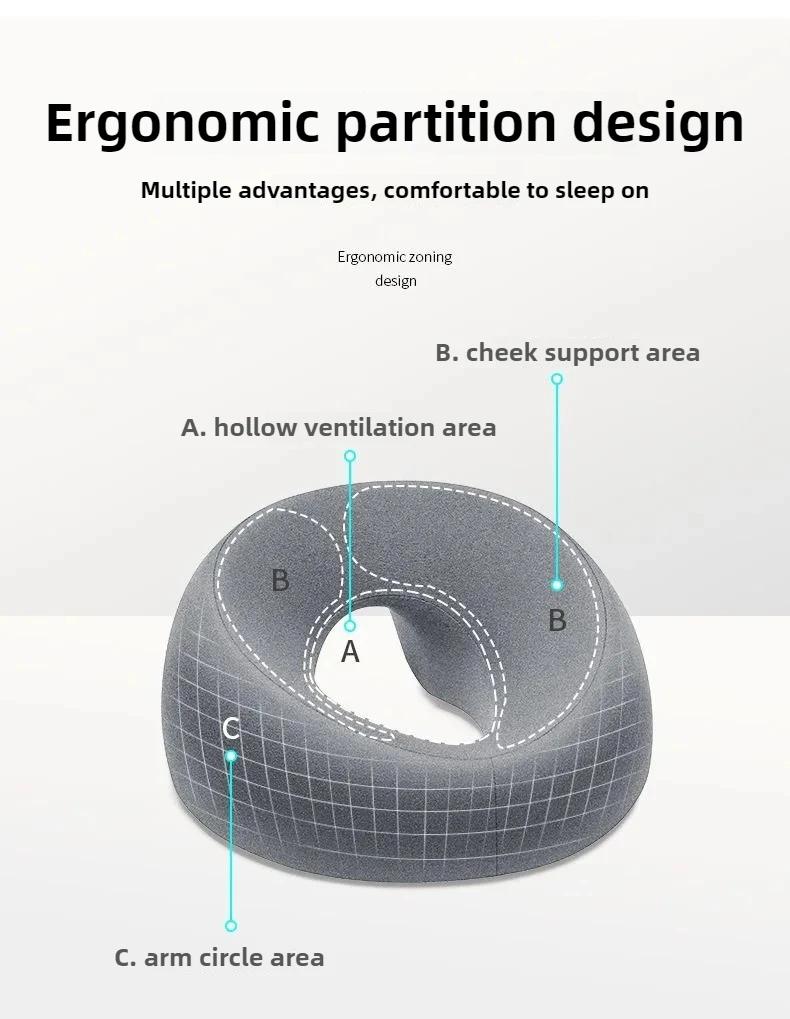 Ergonomic partition design
Multiple advantages, comfortable to sleep on
Ergonomic zoning
design
B. cheek support area
A. hollow ventilation area
B
B
A
C
C. arm circle area